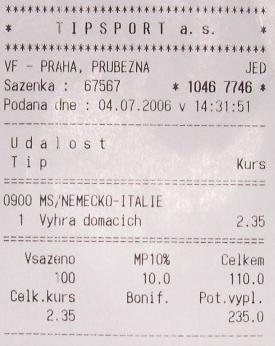 *********************************
* TIPSPORT a.s. *
*********************************
VF - PRAHA, PRUBEZNA JED
Sazenka : 67567 * 1046 7746 *
Podana dne : 04.07.2006 v 14:31:51
Udalost
Tip Kurs
0900 MS/NEMECKO-ITALIE
1 Vyhra domacich 2.35
Vsazeno MP10% Celkem
100 10.0 110.0
Celk.kurs Bonif. Pot.vypl.
2.35 235.0